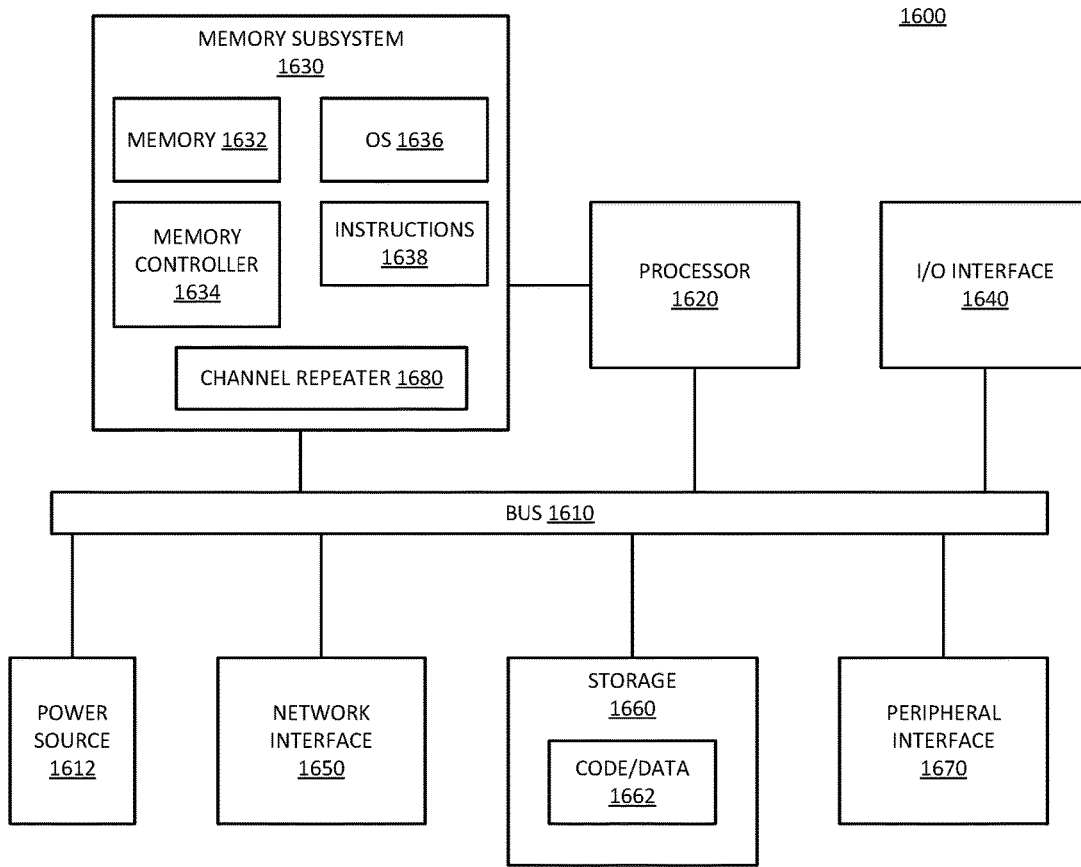 1600
MEMORY SUBSYSTEM
1630
MEMORY 1632
OS 1636
MEMORY
CONTROLLER
1634
INSTRUCTIONS
1638
CHANNEL REPEATER 1680
PROCESSOR
1620
I/O INTERFACE
1640
BUS 1610
POWER
SOURCE
1612
NETWORK
INTERFACE
1650
STORAGE
1660
CODE/DATA
1662
PERIPHERAL
INTERFACE
1670